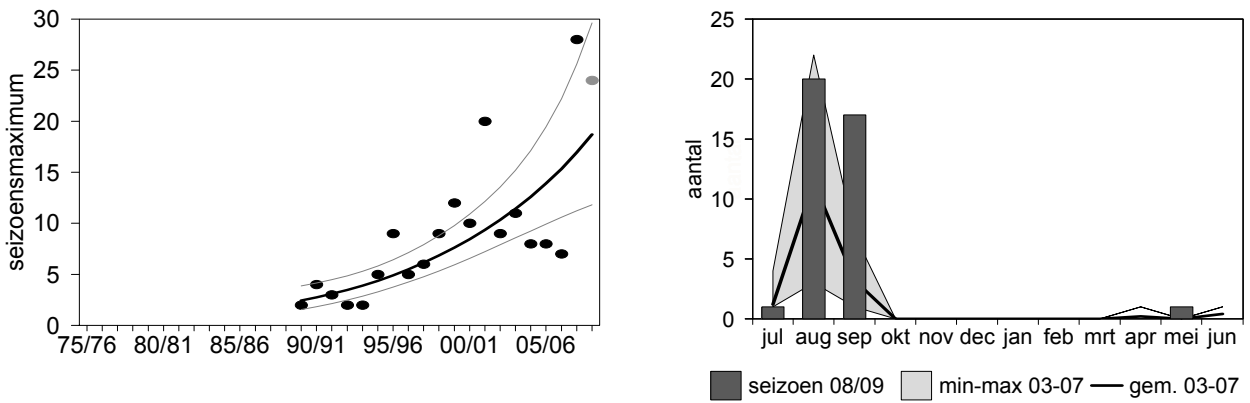 seizoensmaximum
30
25
20
15
10
5
0
75/76 80/81 85/86 90/91 95/96 00/01 05/06
aantal
25
20
15
10
5
0
jul aug sep okt nov dec jan feb mrt apr mei jun
seizoen 08/09 min-max 03-07 gem. 03-07